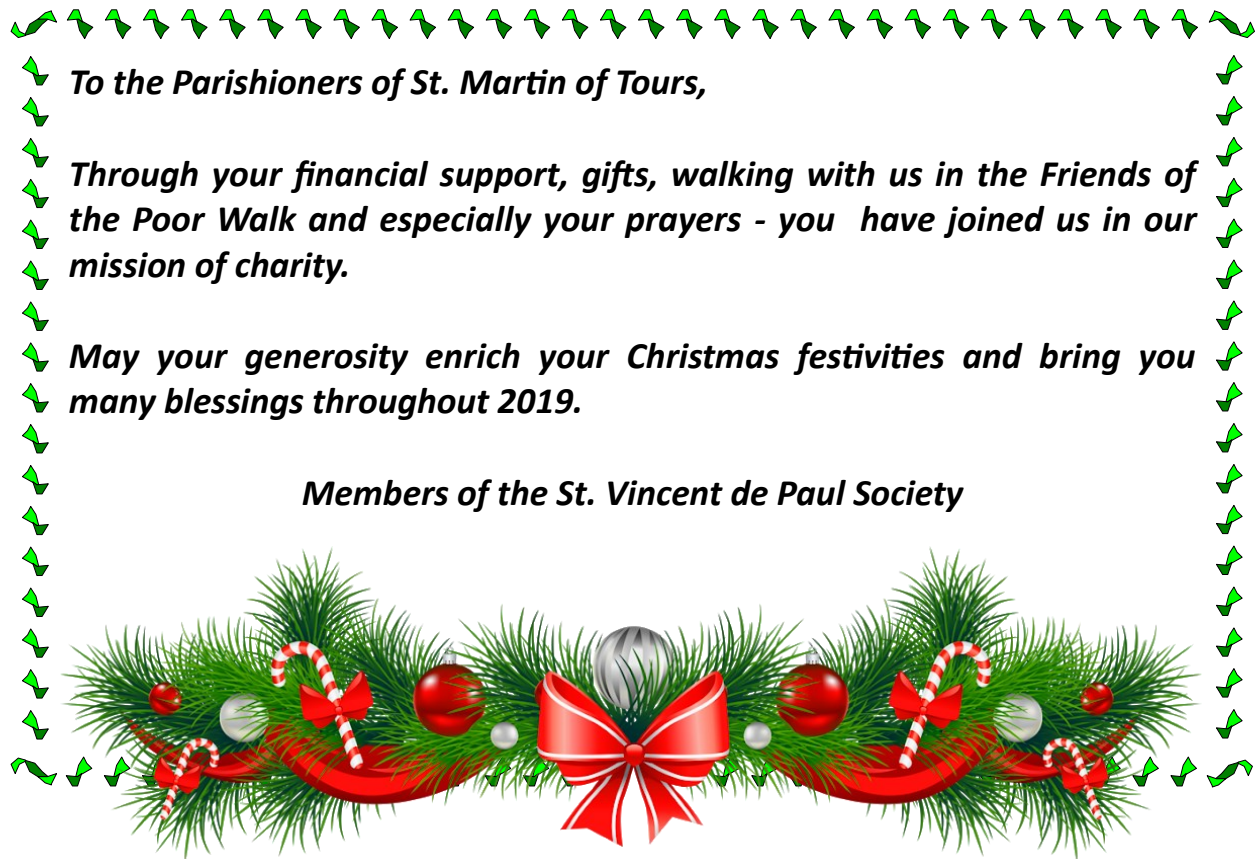 To the Parishioners of St. Martin of Tours,
Through your financial support, gifts, walking with us in the Friends of
the Poor Walk and especially your prayers - you  have joined us in our
mission of charity.
May your generosity enrich your Christmas festivities and bring you
many blessings throughout 2019.
Members of the St. Vincent de Paul Society